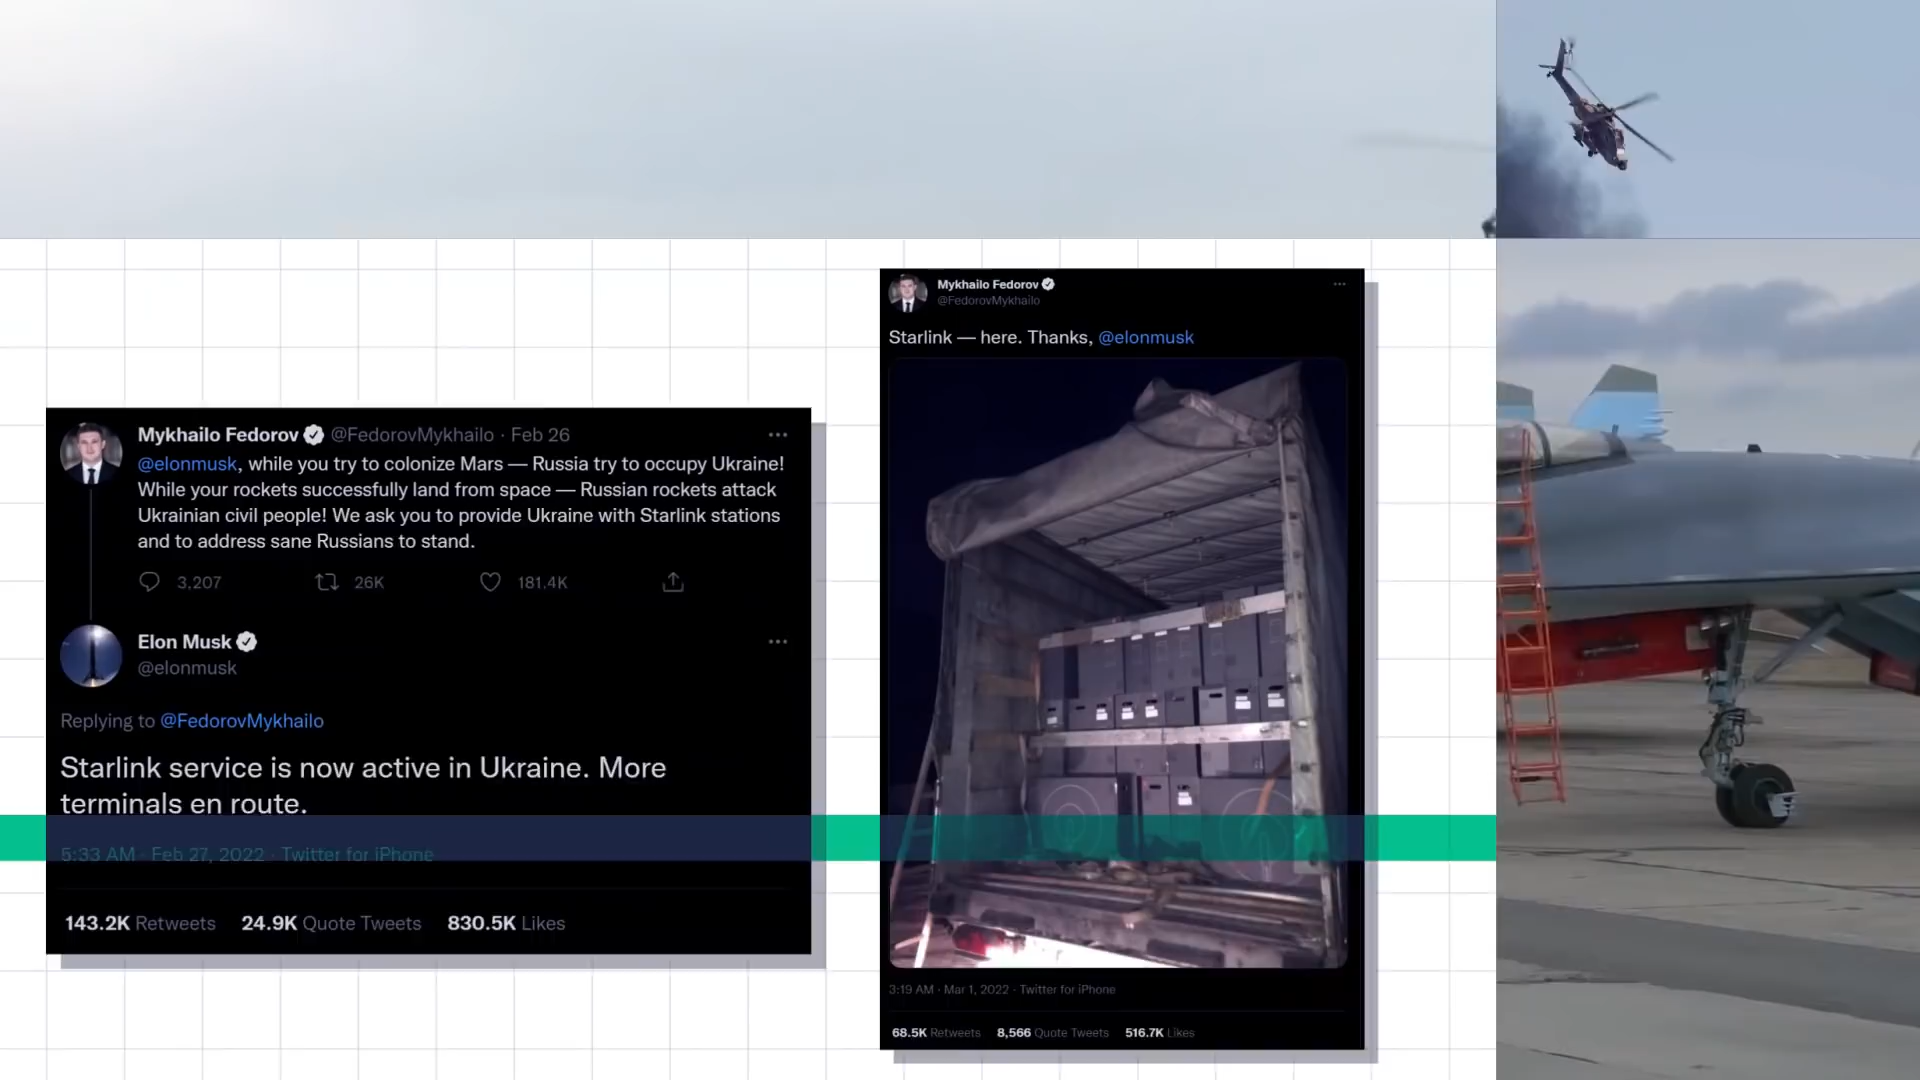 Mykhailo Fedorov @FedorovMykhailo · Feb 26
@elonmusk, while you try to colonize Mars — Russia try to occupy Ukraine!
While your rockets successfully land from space — Russian rockets attack
Ukrainian civil people! We ask you to provide Ukraine with Starlink stations
and to address sane Russians to stand.
3,207 26K 181.4K
Elon Musk
@elonmusk
Replying to @FedorovMykhailo
Starlink service is now active in Ukraine. More
terminals en route.
5:33 AM · Feb 27, 2022 · Twitter for iPhone
143.2K Retweets 24.9K Quote Tweets 830.5K Likes
Mykhailo Fedorov
@FedorovMykhailo
Starlink — here. Thanks, @elonmusk
3:19 AM · Mar 1, 2022 · Twitter for iPhone
68.5K Retweets 8,566 Quote Tweets 516.7K Likes